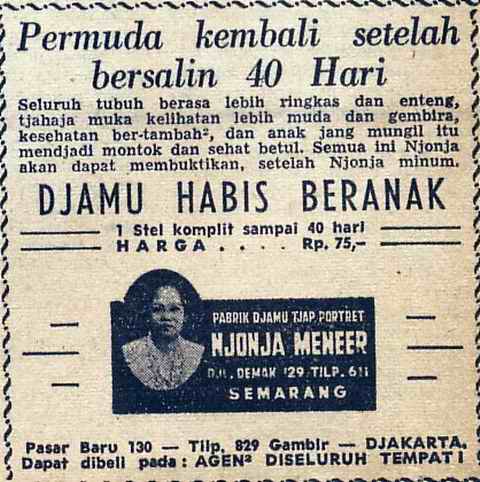 Permuda kembali setelah
bersalin 40 Hari
Seluruh tubuh berasa lebih ringkas dan enteng,
tjahaja muka kelihatan lebih muda dan gembira,
kesehatan ber-tambah², dan anak jang mungil itu
mendjadi montok dan sehat betul. Semua ini Njonja
akan dapat membuktikan, setelah Njonja minum.
DJAMU HABIS BERANAK
1 Stel komplit sampai 40 hari
HARGA . . . . Rp. 75,–
PABRIK DJAMU TJAP PORTRET
NJONJA MENEER
DJL. DEMAK 129. TILP. 611
SEMARANG
Pasar Baru 130 — Tilp. 829 Gambir — DJAKARTA.
Dapat dibeli pada: AGEN² DISELURUH TEMPAT!